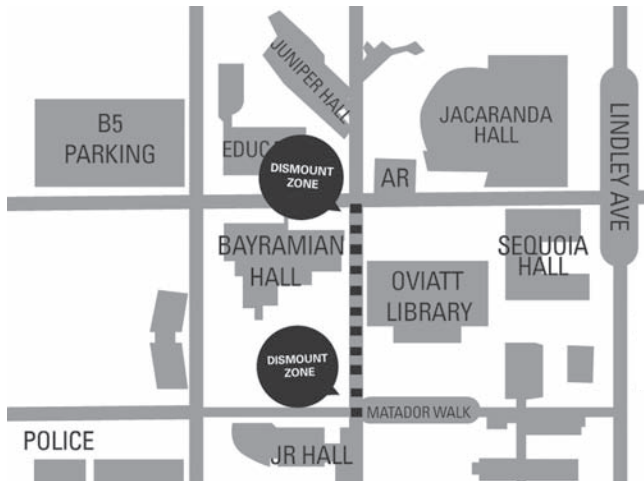 JUNIPER HALL
B5
PARKING
EDUC
DISMOUNT
ZONE
JACARANDA
HALL
AR
LINDLEY AVE
BAYRAMIAN
HALL
SEQUOIA
HALL
OVIATT
LIBRARY
DISMOUNT
ZONE
MATADOR WALK
POLICE
JR HALL